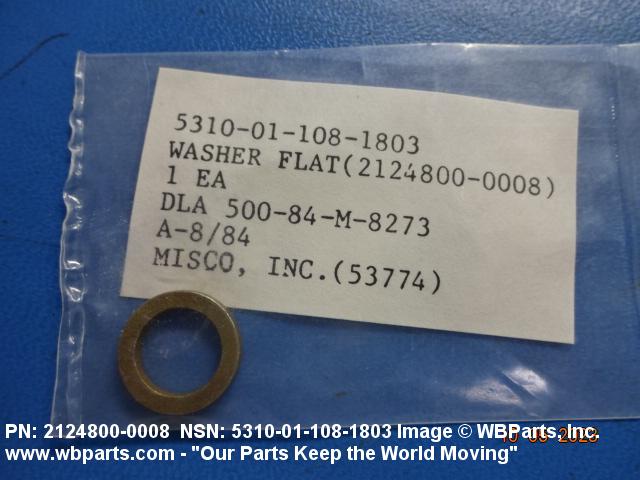 5310-01-108-1803
WASHER FLAT(2124800-0008)
1 EA
DLA 500-84-M-8273
A-8/84
MISCO, INC.(53774)
PN: 2124800-0008 NSN: 5310-01-108-1803 Image © WBParts, Inc.
www.wbparts.com - "Our Parts Keep the World Moving"